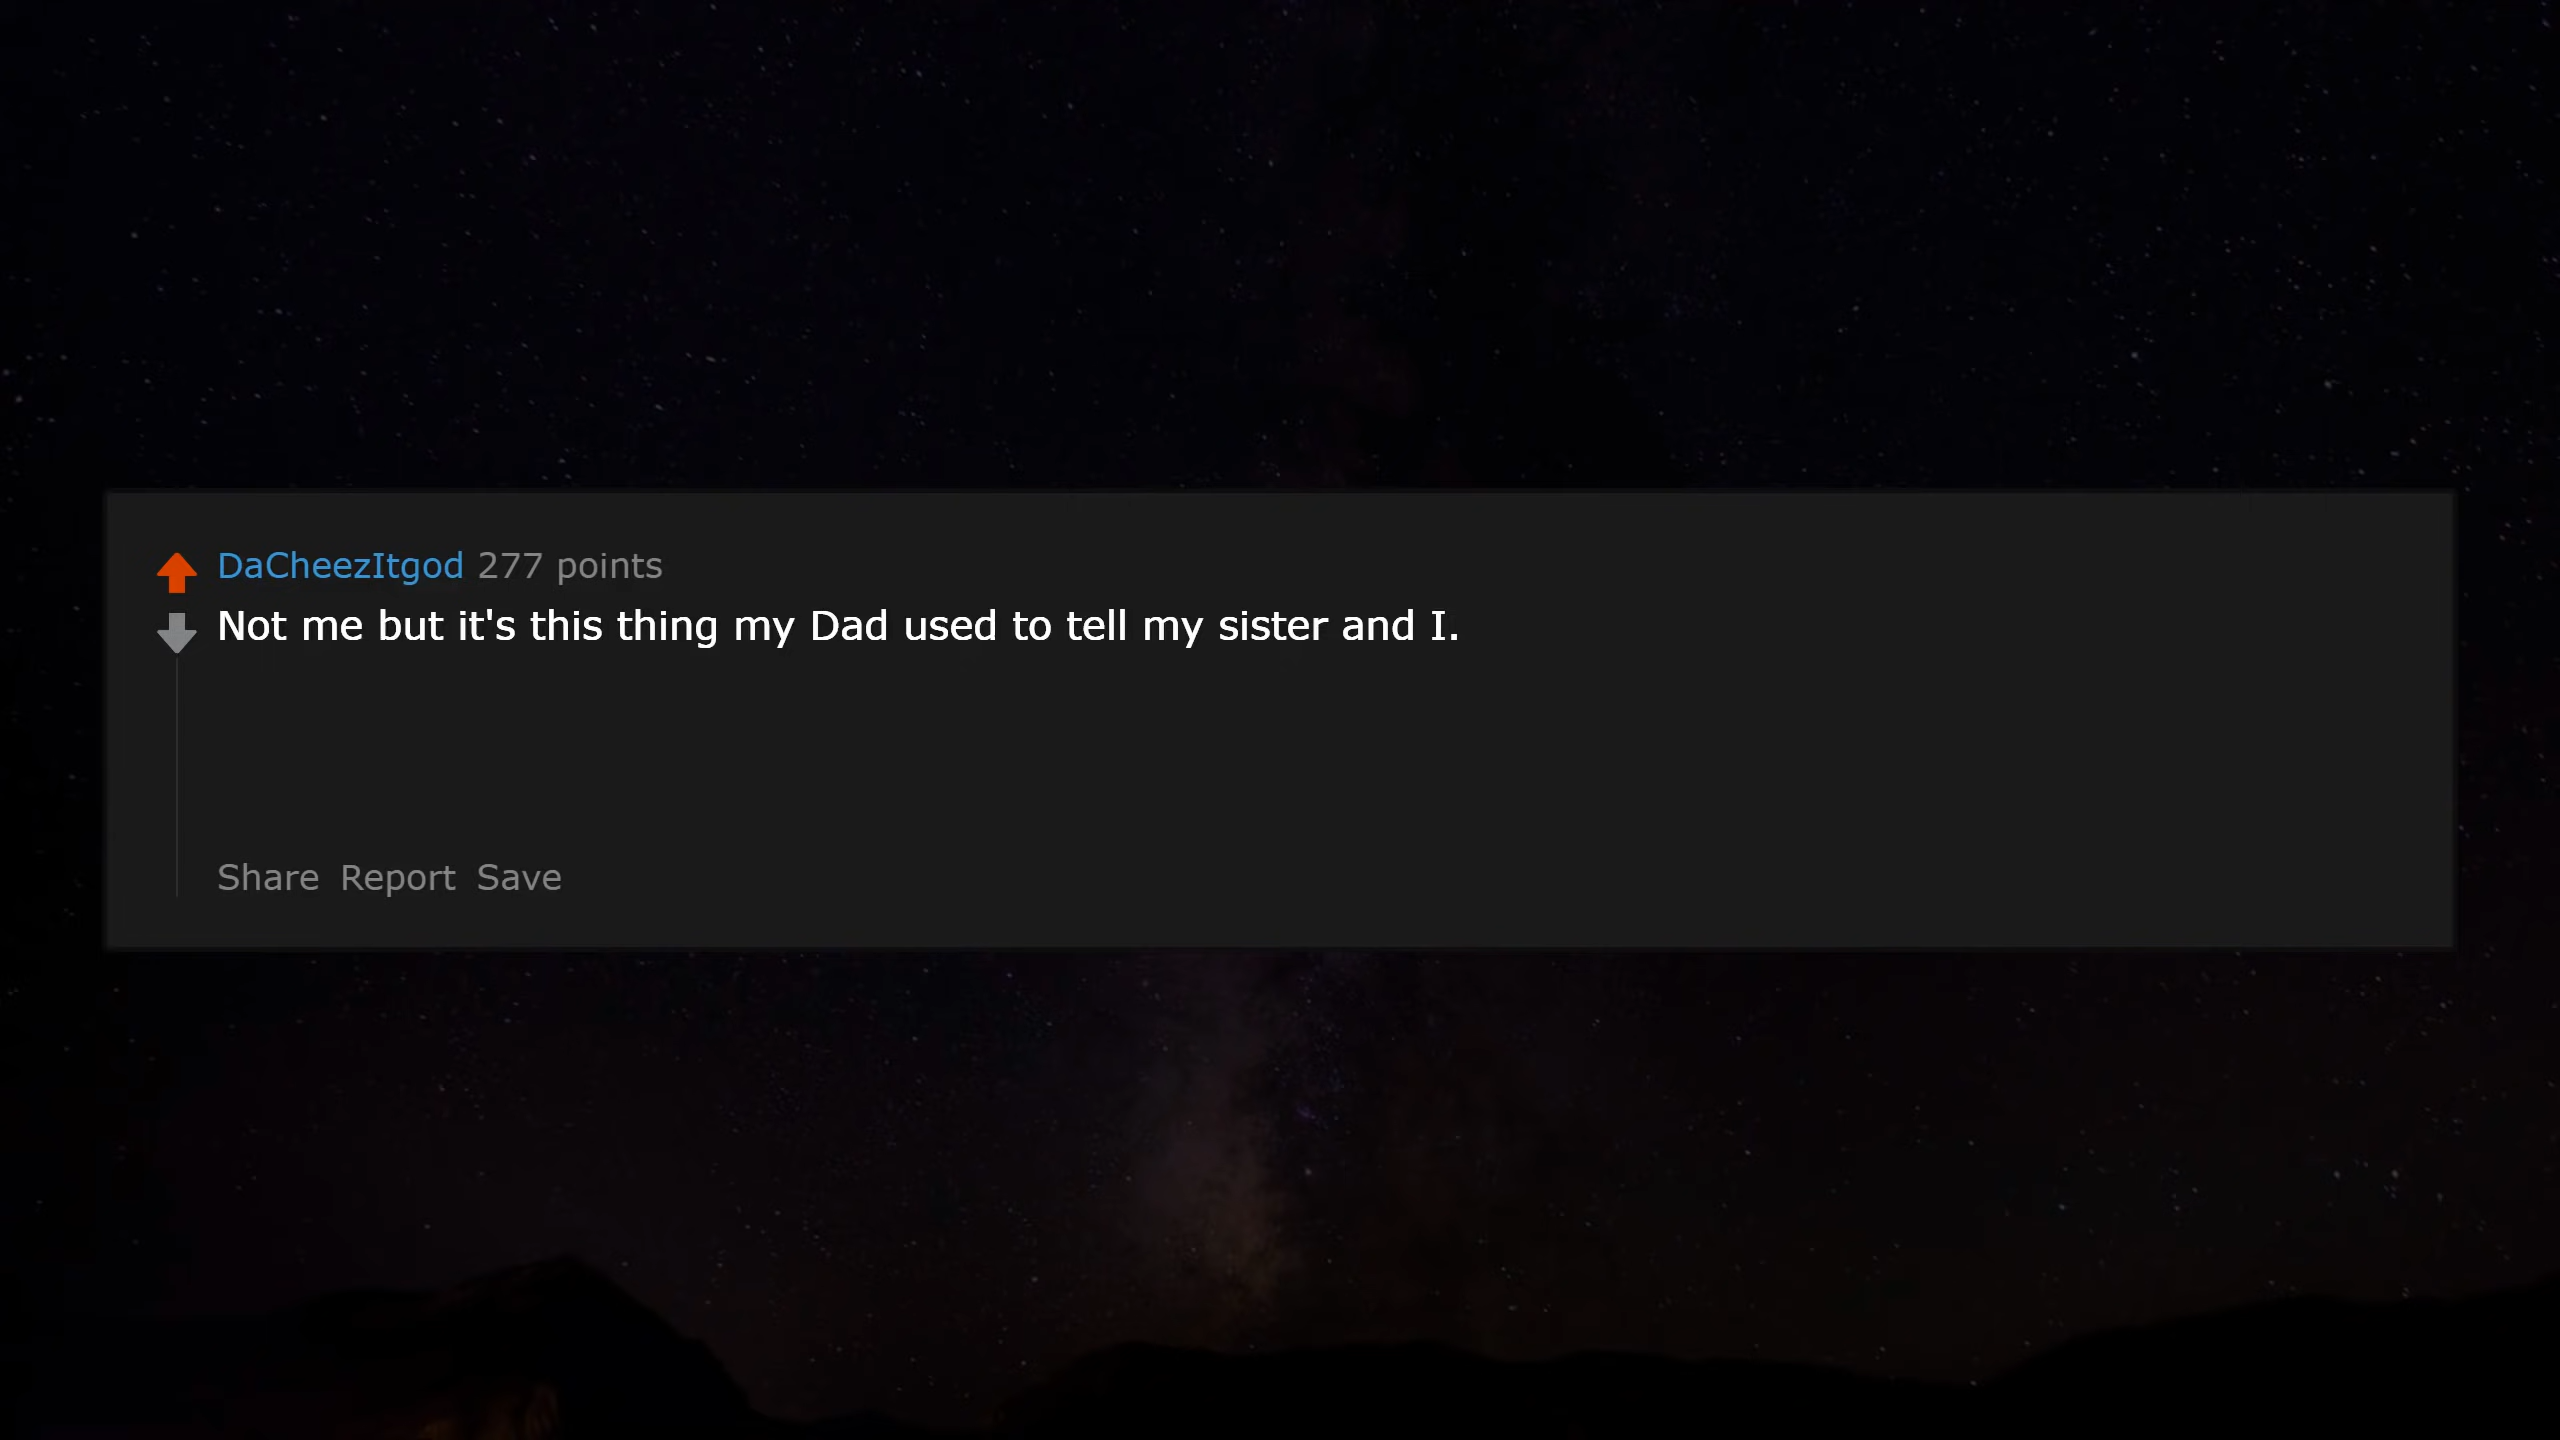 DaCheezItgod 277 points
Not me but it's this thing my Dad used to tell my sister and I.
Share Report Save